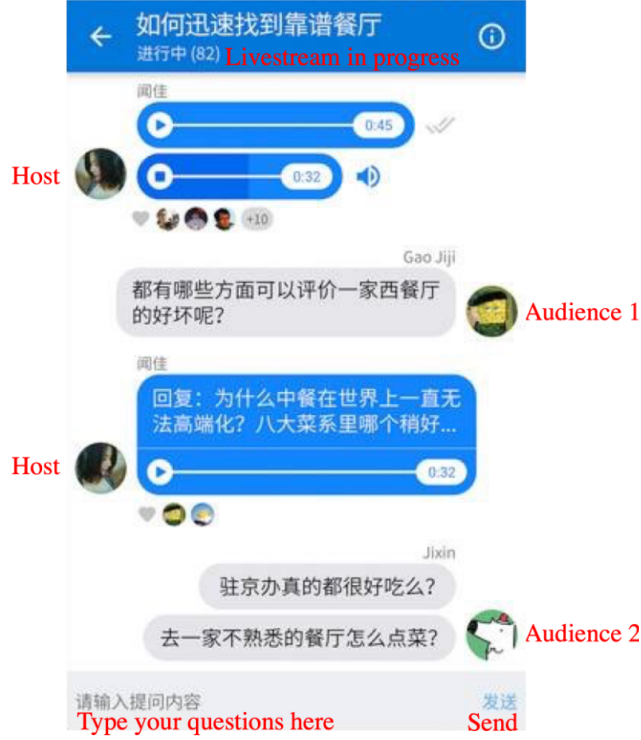 如何迅速找到靠谱餐厅
进行中 (82) Livestream in progress
闻佳
0:45
Host
0:32
+10
Gao Jiji
都有哪些方面可以评价一家西餐厅
的好坏呢?
Audience 1
闻佳
回复：为什么中餐在世界上一直无
法高端化？八大菜系里哪个稍好...
Host
0:32
Jixin
驻京办真的都很好吃么?
去一家不熟悉的餐厅怎么点菜?
Audience 2
请输入提问内容
发送
Type your questions here
Send